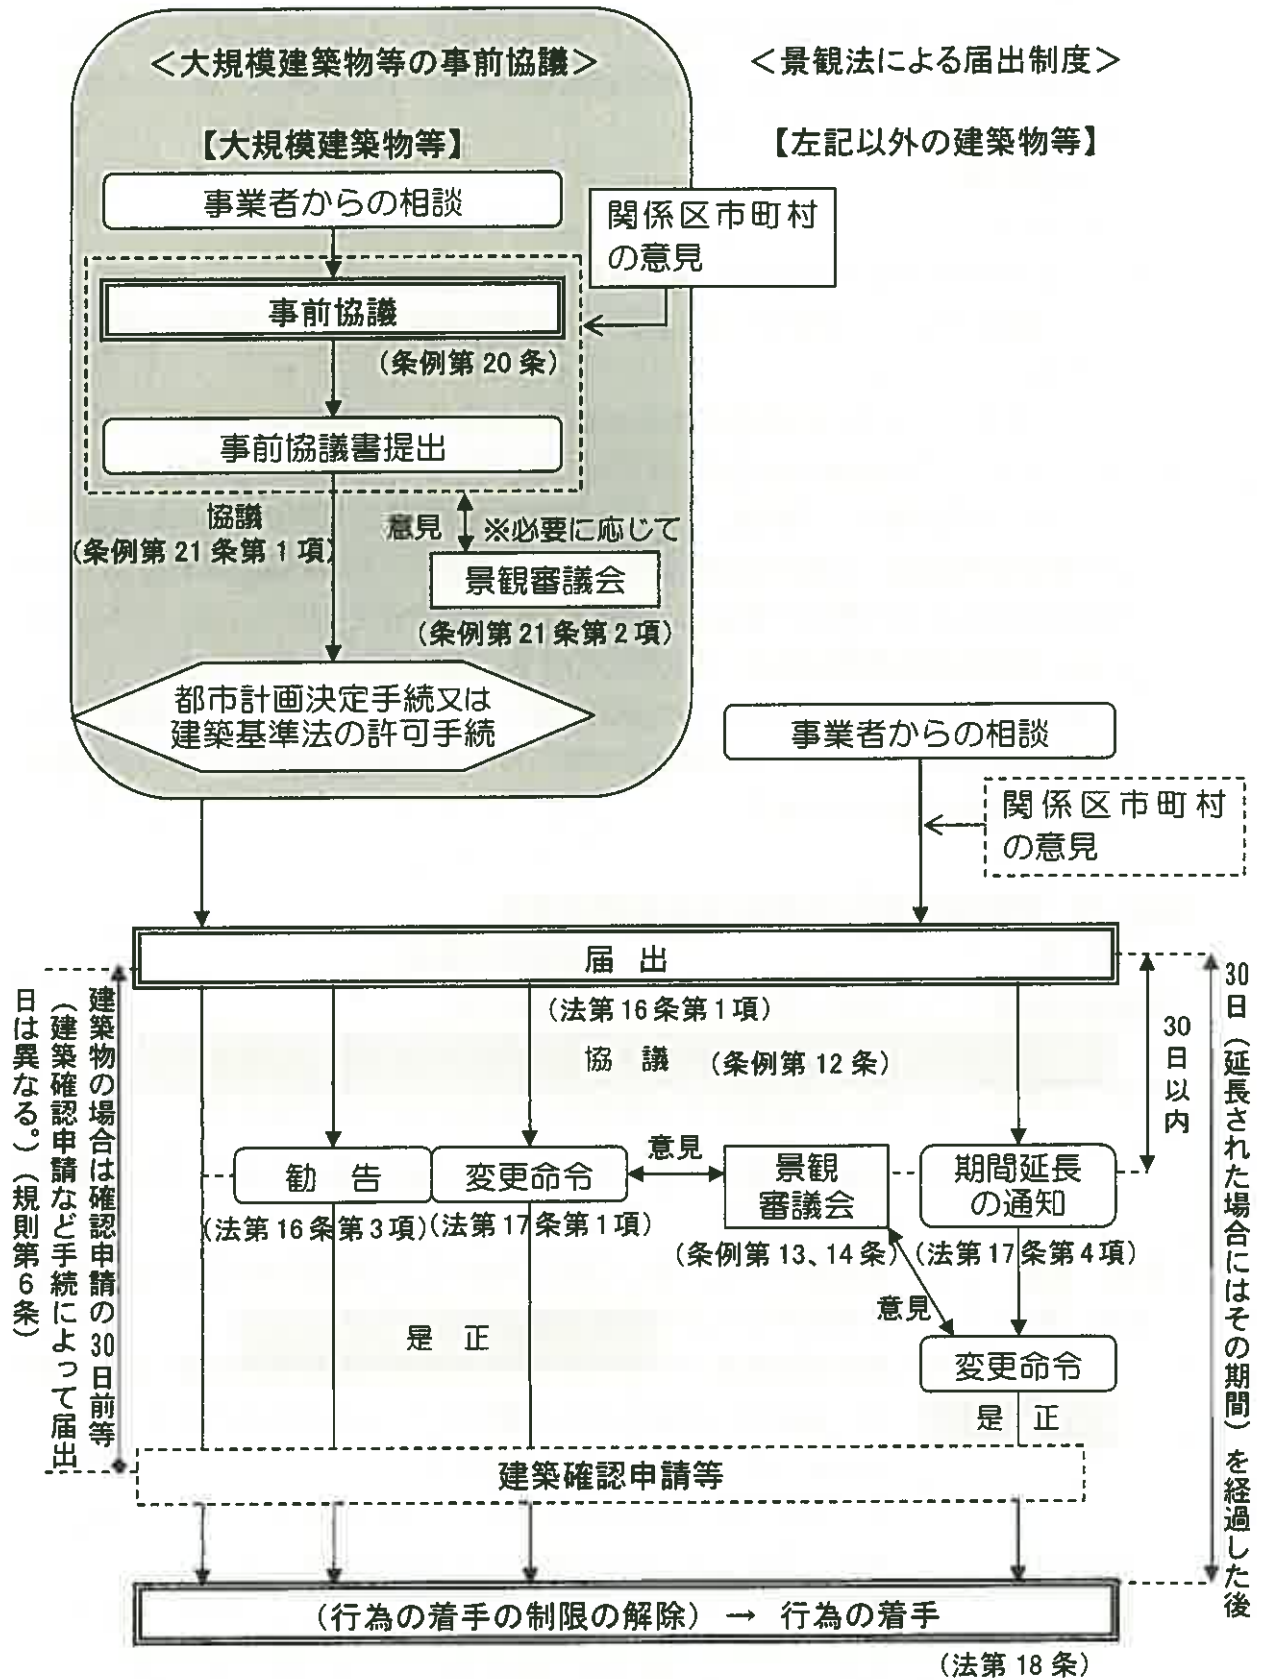 ＜大規模建築物等の事前協議＞
＜景観法による届出制度＞
【大規模建築物等】
【左記以外の建築物等】
事業者からの相談
関係区市町村
の意見
事前協議
（条例第20条）
事前協議書提出
協議
（条例第21条第1項）
意見
※必要に応じて
景観審議会
（条例第21条第2項）
都市計画決定手続又は
建築基準法の許可手続
事業者からの相談
関係区市町村
の意見
届 出
（法第16条第1項）
協 議 （条例第12条）
30日以内
勧 告
変更命令
意見
景観
審議会
期間延長
の通知
（法第16条第3項）
（法第17条第1項）
（条例第13、14条）
（法第17条第4項）
意見
是 正
変更命令
是 正
建築確認申請等
建築物の場合は確認申請の30日前等
（建築確認申請など手続によって届出
日は異なる。）（規則第6条）
30日（延長された場合にはその期間）を経過した後
（行為の着手の制限の解除） → 行為の着手
（法第18条）